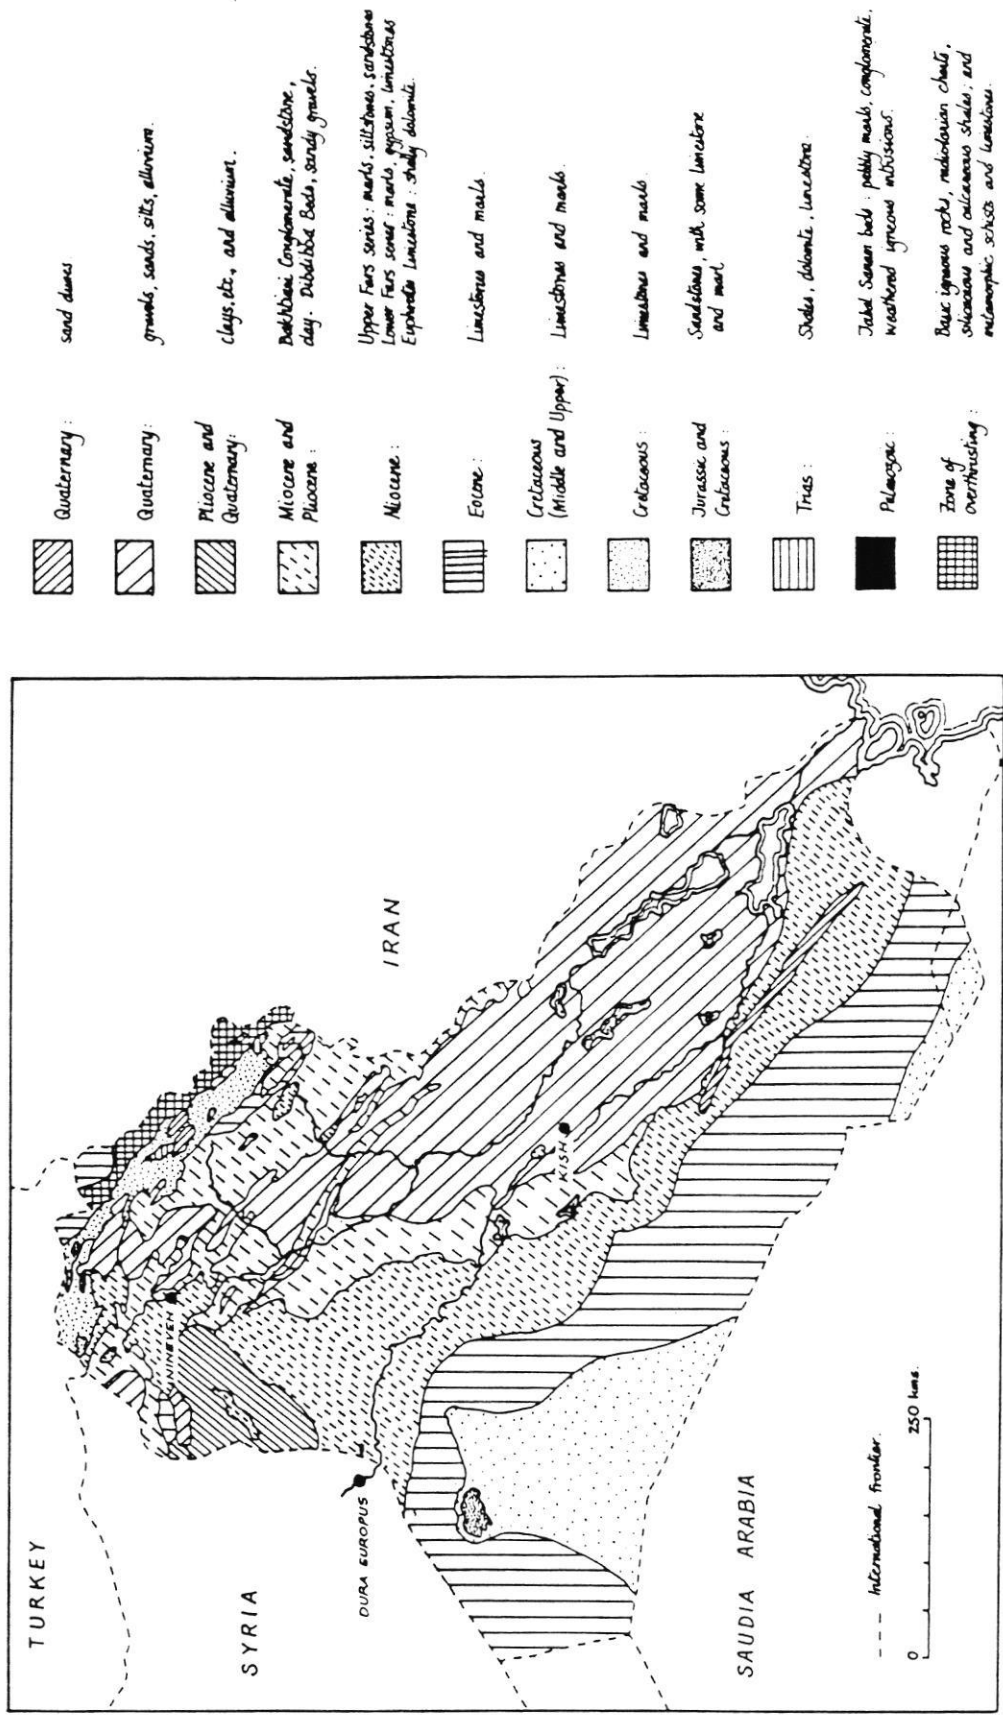 TURKEY
SYRIA
IRAN
NINEVEH
DURA EUROPUS
KISH
SAUDIA ARABIA
International frontier.
0 250 kms.
Quaternary: sand dunes
Quaternary: gravels, sands, silts, alluvium.
Pliocene and Quaternary:
clays, etc., and alluvium.
Miocene and Pliocene:
Bakhtiari Conglomerate, sandstone,
clay. Dibdibba Beds, sandy gravels.
Miocene:
Upper Fars series: marls, siltstones, sandstones
Lower Fars series: marls, gypsum, limestones
Euphrates Limestone: shelly dolomite.
Eocene: Limestones and marls.
Cretaceous
(Middle and Upper): Limestones and marls.
Cretaceous: Limestones and marls.
Jurassic and
Cretaceous:
Sandstones, with some limestone
and marl
Trias: Shales, dolomite, limestone.
Palaeozoic:
Jabal Sanam beds: pebbly marls, conglomerate,
weathered igneous intrusions.
Zone of
overthrusting:
Basic igneous rocks, radiolarian cherts,
siliceous and calcareous shales; and
metamorphic schists and limestones.